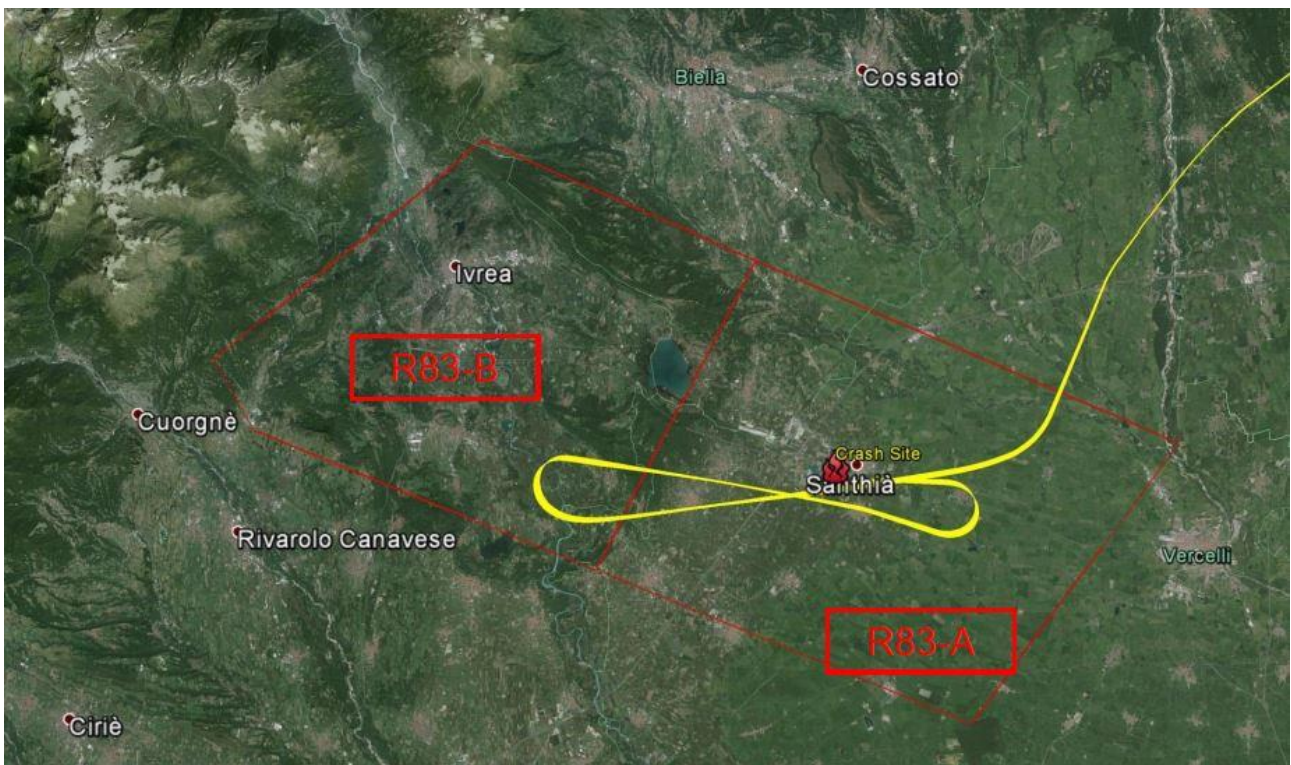 Biella
Cossato
Ivrea
R83-B
Cuorgnè
Crash Site
Santhià
Rivarolo Canavese
Vercelli
R83-A
Ciriè